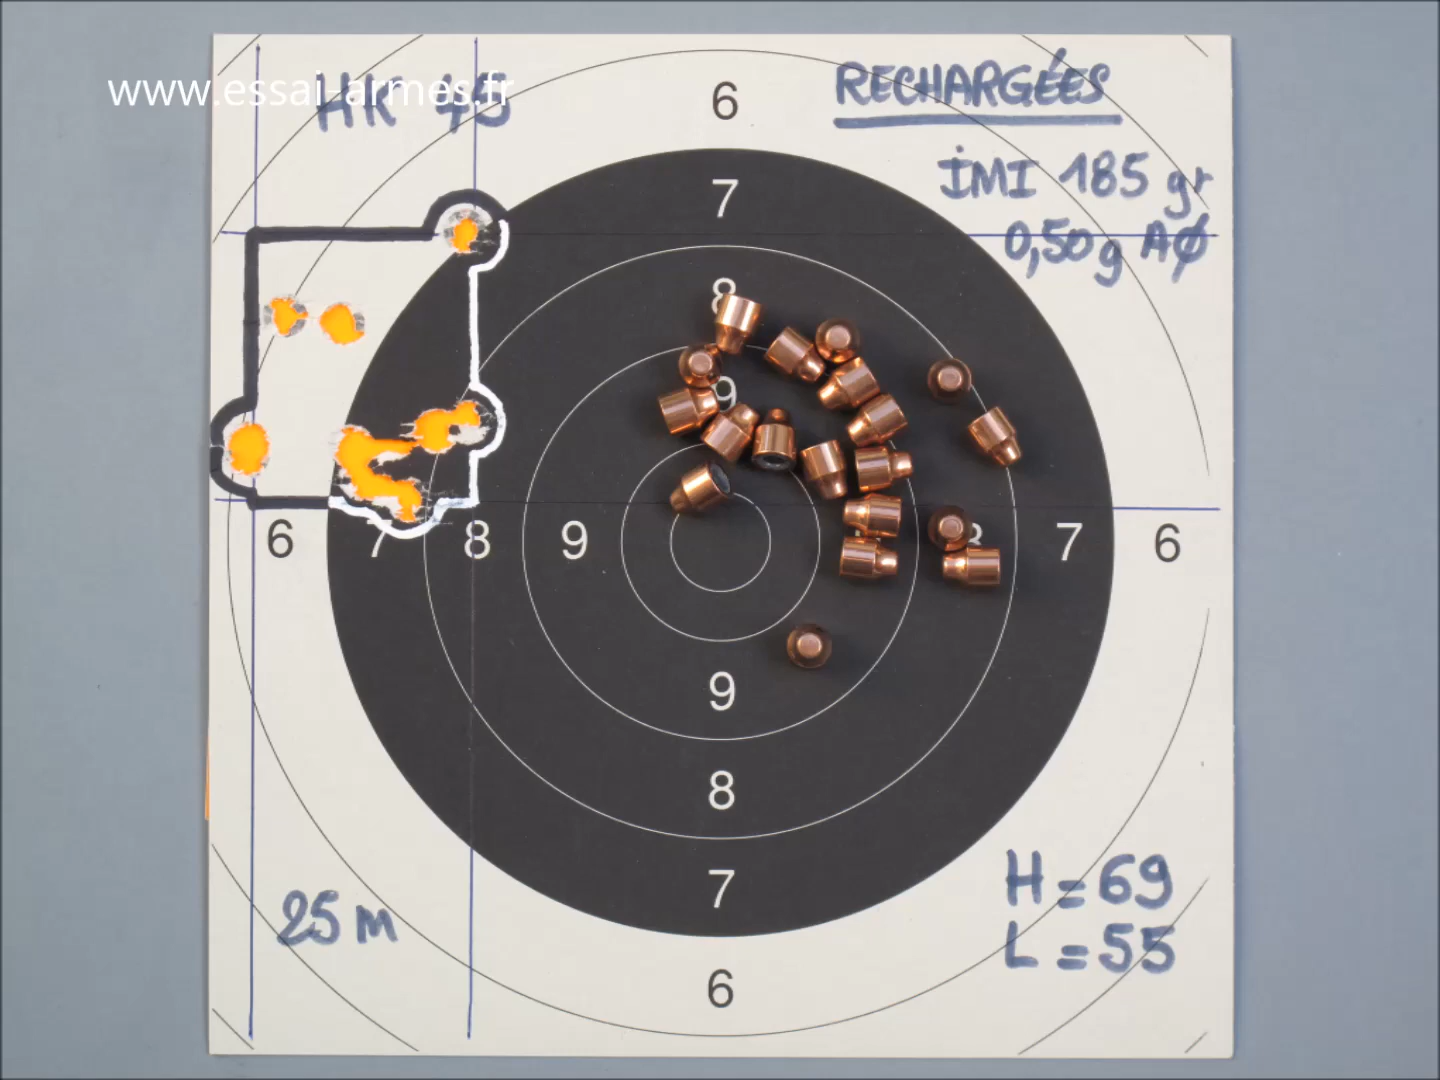 www.essai-armes.fr
HK 45
RECHARGÉES
IMI 185 gr
0,50 g AØ
6
7
8
9
6 7 8 9 8 7 6
9
8
7
6
25 m
H = 69
L = 55